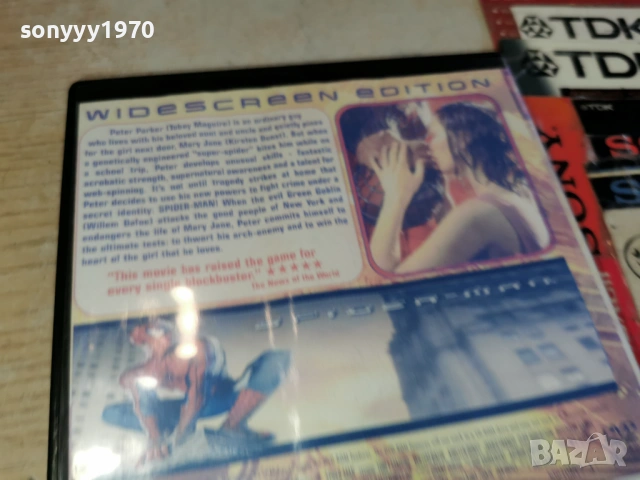 sonyyy1970
TDK
TDK
TDK
SONY
WIDESCREEN EDITION
Peter Parker (Tobey Maguire) is an ordinary guy
who lives with his beloved aunt and uncle and quietly pines
for the girl next door, Mary Jane (Kirsten Dunst). But when
a genetically engineered "super-spider" bites him while on
a school trip, Peter develops unusual skills - fantastic
acrobatic strength, supernatural awareness and a talent for
web-spinning. It's not until tragedy strikes at home that
Peter decides to use his new powers to fight crime under a
secret identity: SPIDER-MAN! When the evil Green Goblin
(Willem Dafoe) attacks the good people of New York and
endangers the life of Mary Jane, Peter commits himself to
the ultimate tests: to thwart his arch-enemy and to win the
heart of the girl that he loves.
"This movie has raised the game for
every single blockbuster." ★★★★★
The News of the World
SPIDER-MAN
BAZAR